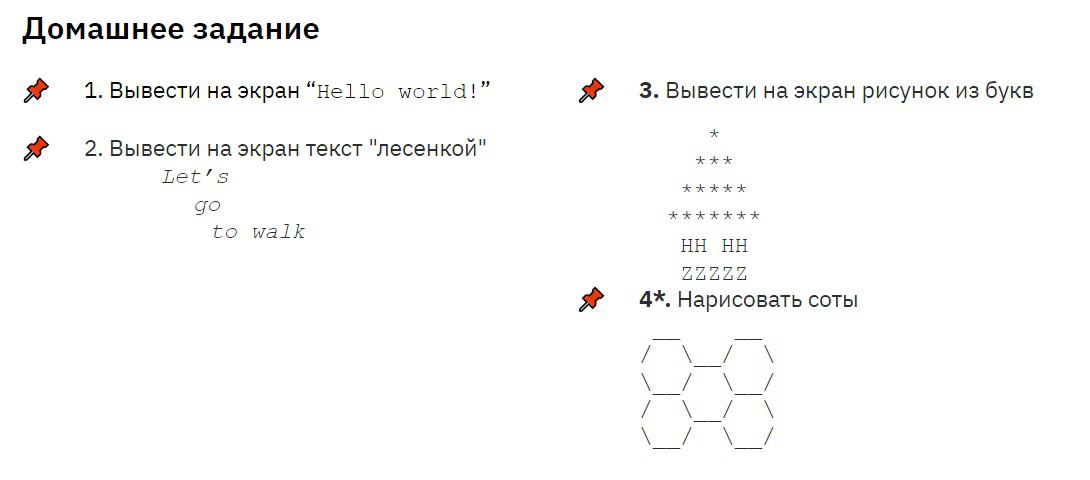 Домашнее задание
1. Вывести на экран “Hello world!”
2. Вывести на экран текст "лесенкой"
Let’s
go
to walk
3. Вывести на экран рисунок из букв
   *
  ***
 *****
*******
 HH HH
 ZZZZZ
4*. Нарисовать соты
 __    __
/  \__/  \
\__/  \__/
/  \__/  \
\__/  \__/